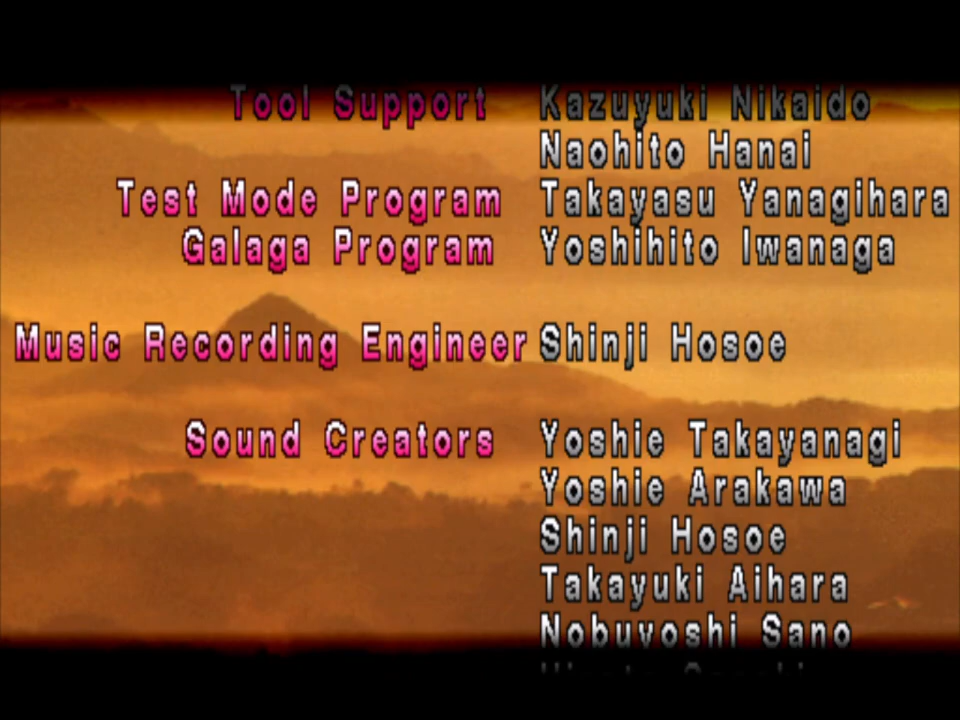 Tool Support Kazuyuki Nikaido
Naohito Hanai
Test Mode Program Takayasu Yanagihara
Galaga Program Yoshihito Iwanaga
Music Recording Engineer Shinji Hosoe
Sound Creators Yoshie Takayanagi
Yoshie Arakawa
Shinji Hosoe
Takayuki Aihara
Nobuyoshi Sano